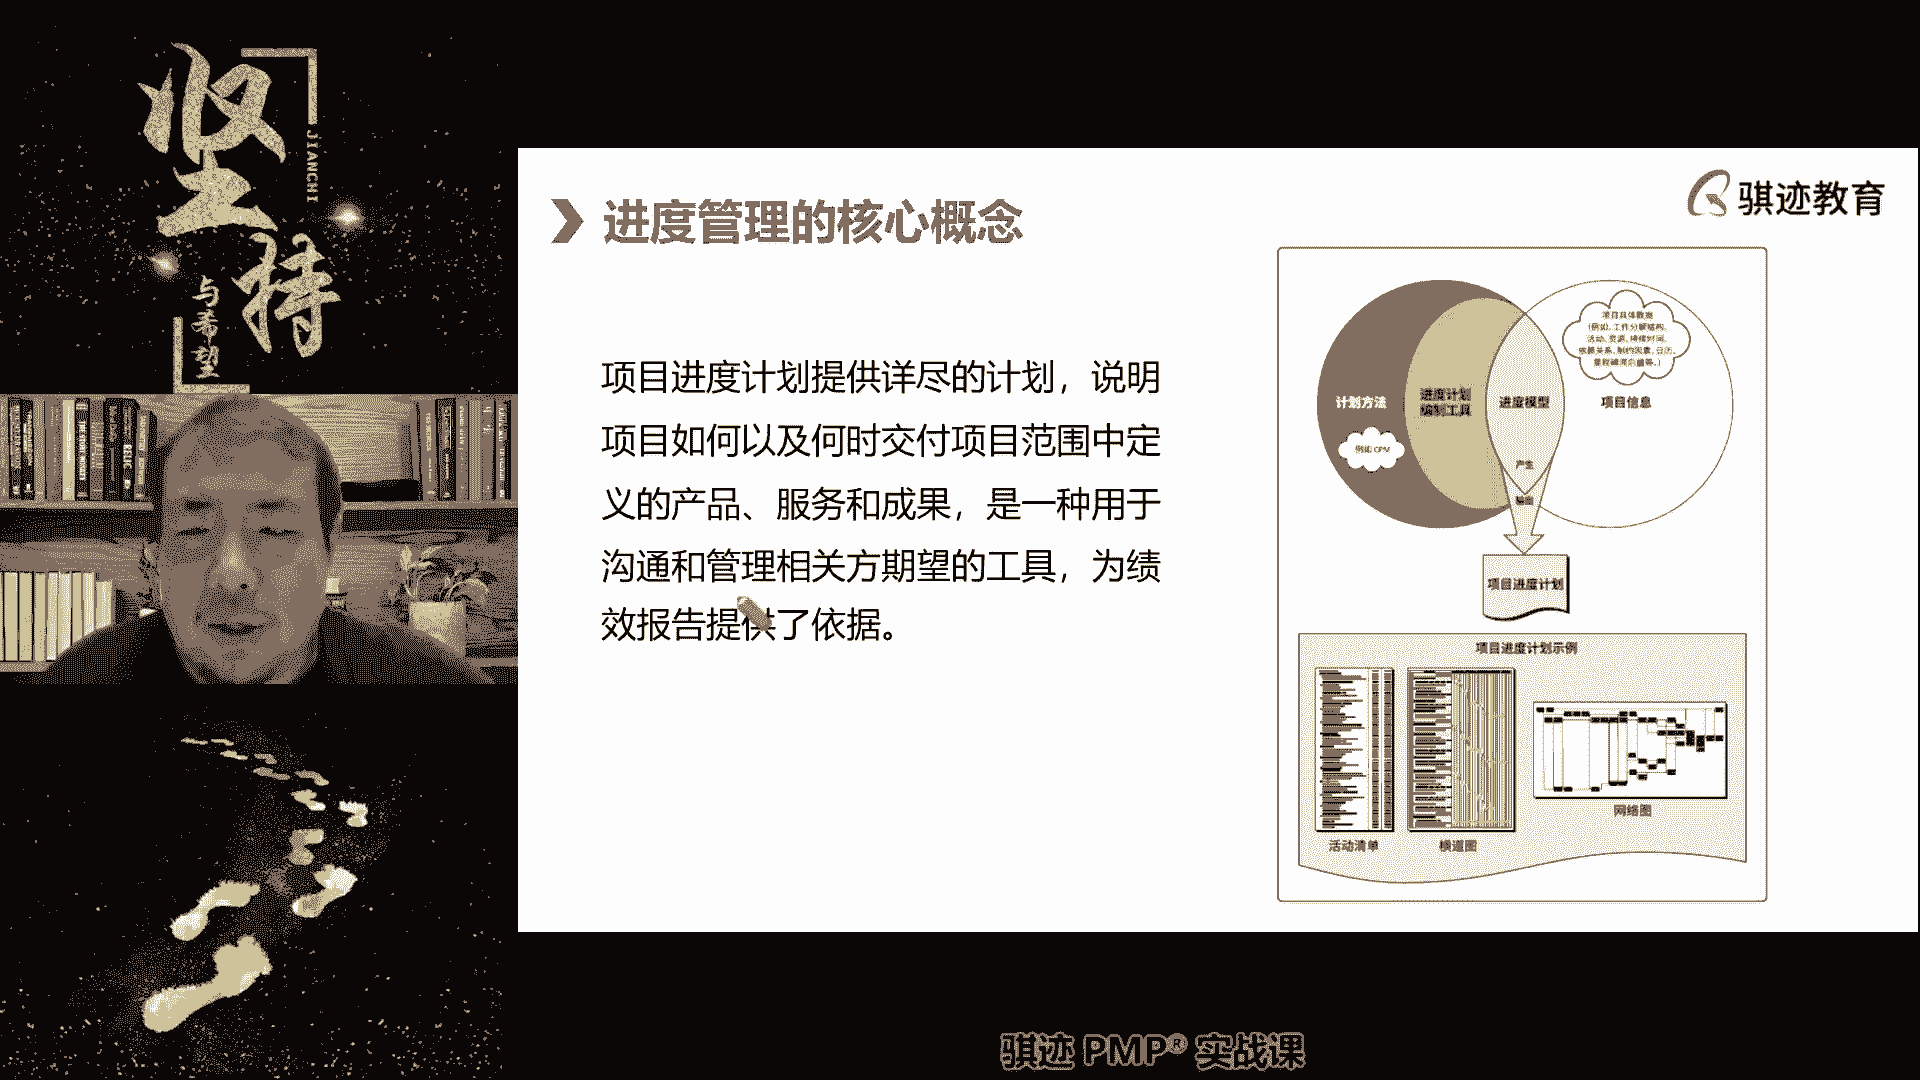 坚持
JIANCHI
与希望
骐迹教育
进度管理的核心概念
项目进度计划提供详尽的计划，说明
项目如何以及何时交付项目范围中定
义的产品、服务和成果，是一种用于
沟通和管理相关方期望的工具，为绩
效报告提供了依据。
项目具体数据
（例如，工作分解结构、
活动、资源、持续时间、
依赖关系、制约因素、日历、
里程碑
计划方法
进度计划
编制工具
进度模型
项目信息
例如 CPM
产生
输出
项目进度计划
项目进度计划示例
活动清单
横道图
网络图
骐迹 PMP® 实战课